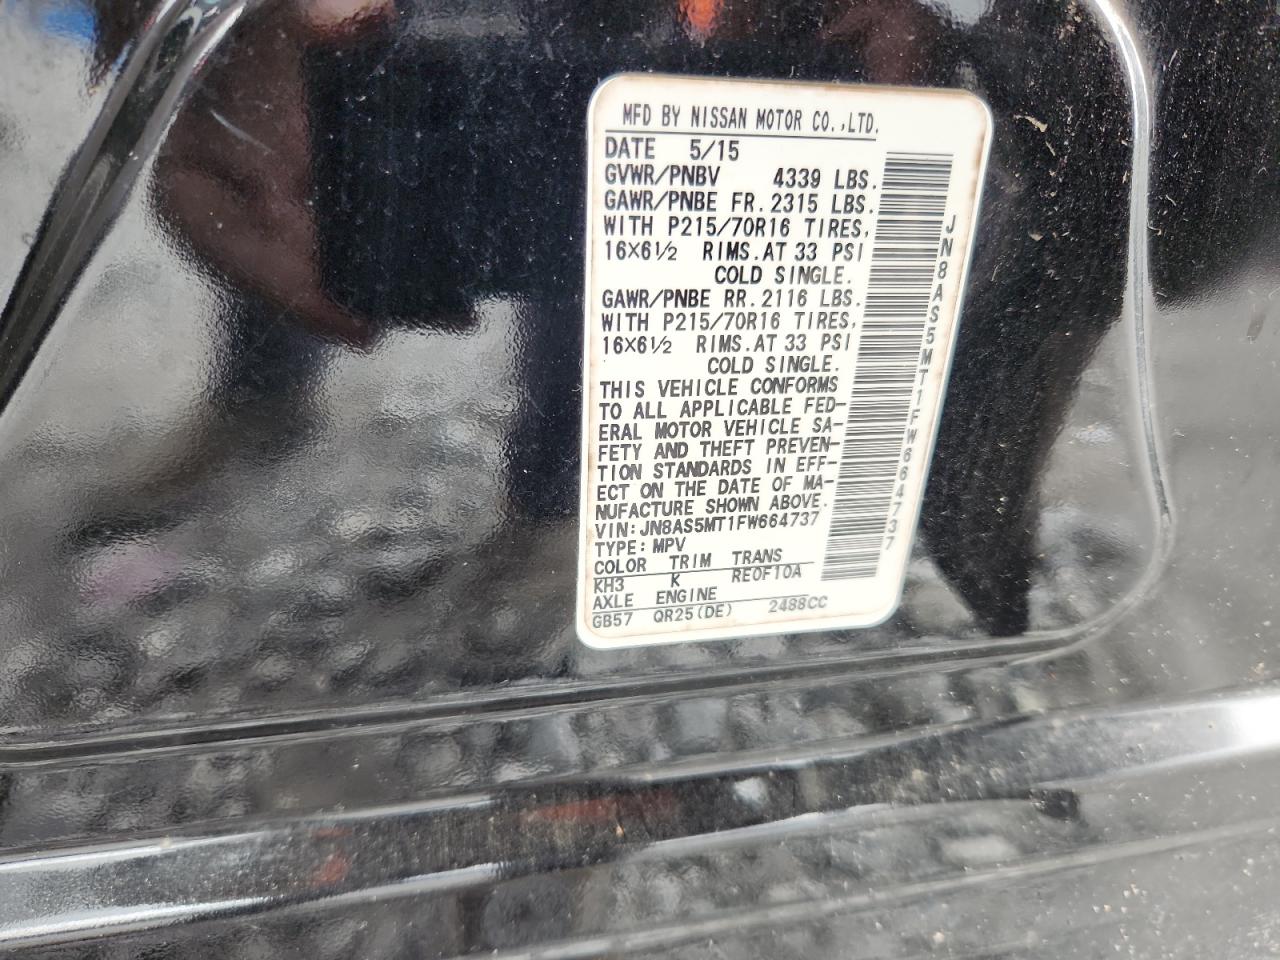 MFD BY NISSAN MOTOR CO.,LTD.
DATE 5/15
GVWR/PNBV 4339 LBS.
GAWR/PNBE FR. 2315 LBS.
WITH P215/70R16 TIRES,
16×6½ RIMS.AT 33 PSI
COLD SINGLE.
GAWR/PNBE RR. 2116 LBS.
WITH P215/70R16 TIRES,
16×6½ RIMS.AT 33 PSI
COLD SINGLE.
THIS VEHICLE CONFORMS
TO ALL APPLICABLE FED-
ERAL MOTOR VEHICLE SA-
FETY AND THEFT PREVEN-
TION STANDARDS IN EFF-
ECT ON THE DATE OF MA-
NUFACTURE SHOWN ABOVE.
VIN:JN8AS5MT1FW664737
TYPE:MPV
COLOR TRIM TRANS
KH3 K RE0F10A
AXLE ENGINE
GB57 QR25(DE) 2488CC
JN8AS5MT1FW664737